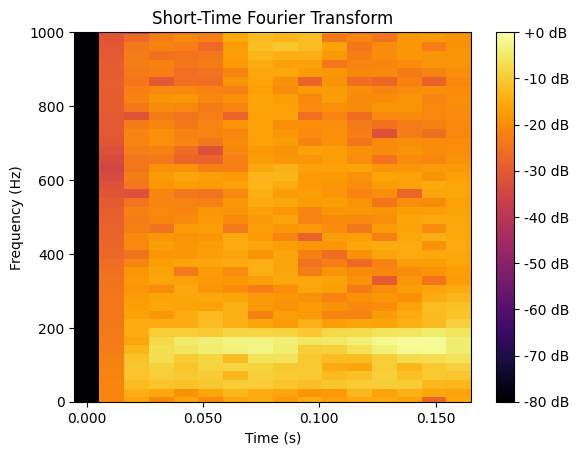 Short-Time Fourier Transform
Frequency (Hz)
1000
800
600
400
200
0
0.000
0.050
0.100
0.150
Time (s)
+0 dB
-10 dB
-20 dB
-30 dB
-40 dB
-50 dB
-60 dB
-70 dB
-80 dB